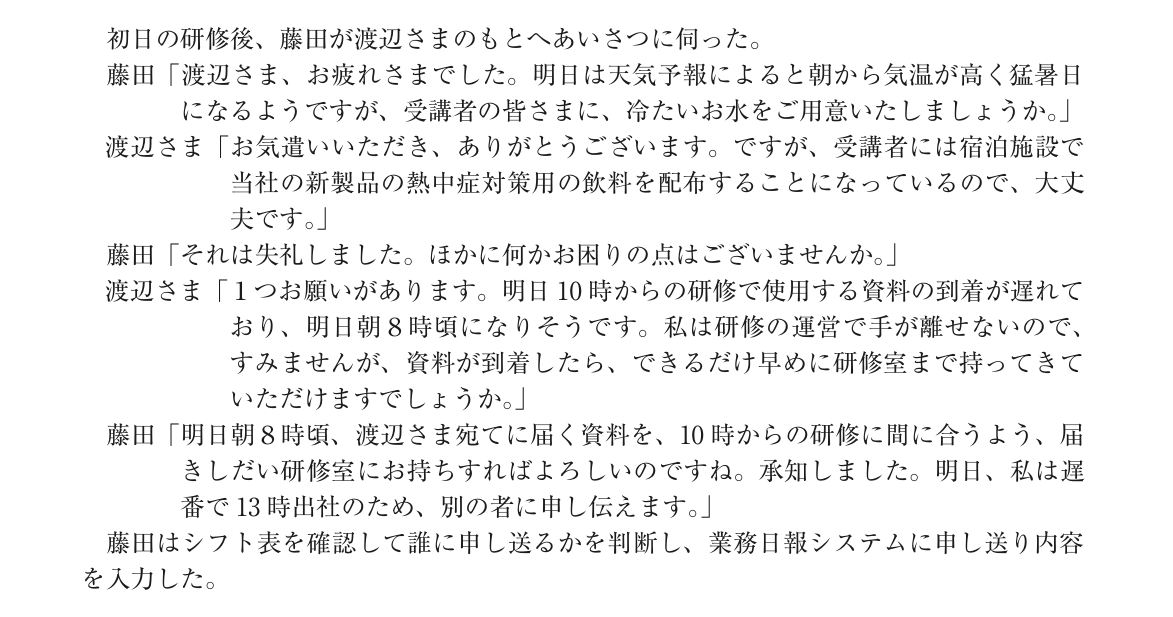 初日の研修後、藤田が渡辺さまのもとへあいさつに伺った。
藤田「渡辺さま、お疲れさまでした。明日は天気予報によると朝から気温が高く猛暑日
になるようですが、受講者の皆さまに、冷たいお水をご用意いたしましょうか。」
渡辺さま「お気遣いいただき、ありがとうございます。ですが、受講者には宿泊施設で
当社の新製品の熱中症対策用の飲料を配布することになっているので、大丈
夫です。」
藤田「それは失礼しました。ほかに何かお困りの点はございませんか。」
渡辺さま「１つお願いがあります。明日 10 時からの研修で使用する資料の到着が遅れて
おり、明日朝８時頃になりそうです。私は研修の運営で手が離せないので、
すみませんが、資料が到着したら、できるだけ早めに研修室まで持ってきて
いただけますでしょうか。」
藤田「明日朝８時頃、渡辺さま宛てに届く資料を、10 時からの研修に間に合うよう、届
きしだい研修室にお持ちすればよろしいのですね。承知しました。明日、私は遅
番で 13 時出社のため、別の者に申し伝えます。」
藤田はシフト表を確認して誰に申し送るかを判断し、業務日報システムに申し送り内容
を入力した。